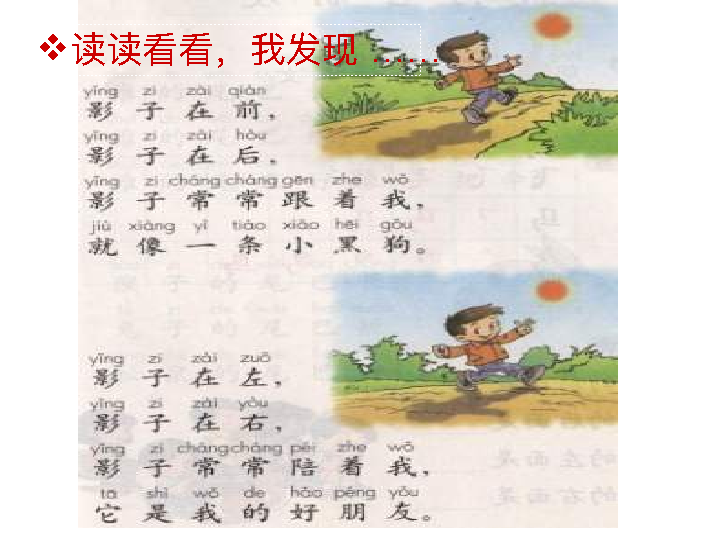 ❖读读看看，我发现 ……
yǐng zi zài qián
影 子 在 前，
yǐng zi zài hòu
影 子 在 后，
yǐng zi cháng cháng gēn zhe wǒ
影 子 常 常 跟 着 我，
jiù xiàng yì tiáo xiǎo hēi gǒu
就 像 一 条 小 黑 狗。
yǐng zi zài zuǒ
影 子 在 左，
yǐng zi zài yòu
影 子 在 右，
yǐng zi cháng cháng péi zhe wǒ
影 子 常 常 陪 着 我，
tā shì wǒ de hǎo péng yǒu
它 是 我 的 好 朋 友。